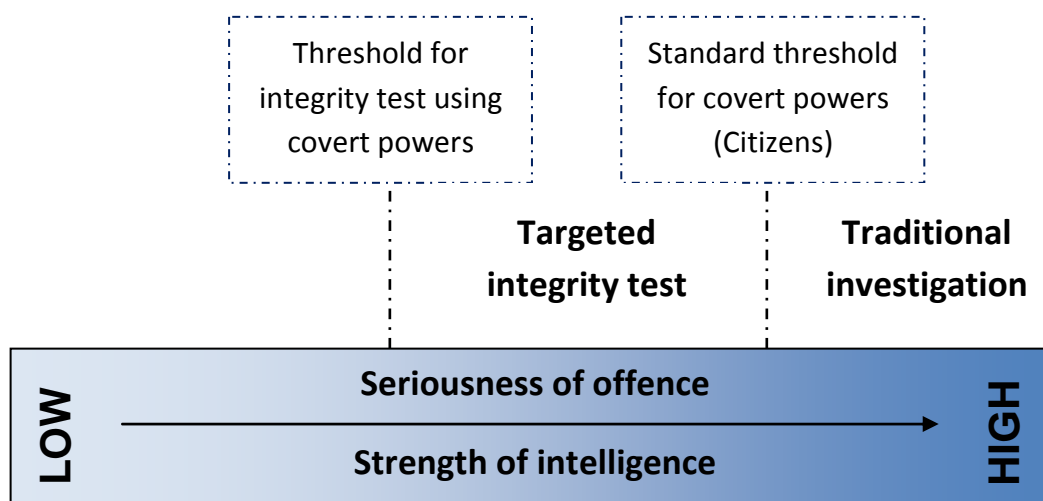 Threshold for
integrity test using
covert powers
Standard threshold
for covert powers
(Citizens)
Targeted
integrity test
Traditional
investigation
LOW
Seriousness of offence
Strength of intelligence
HIGH